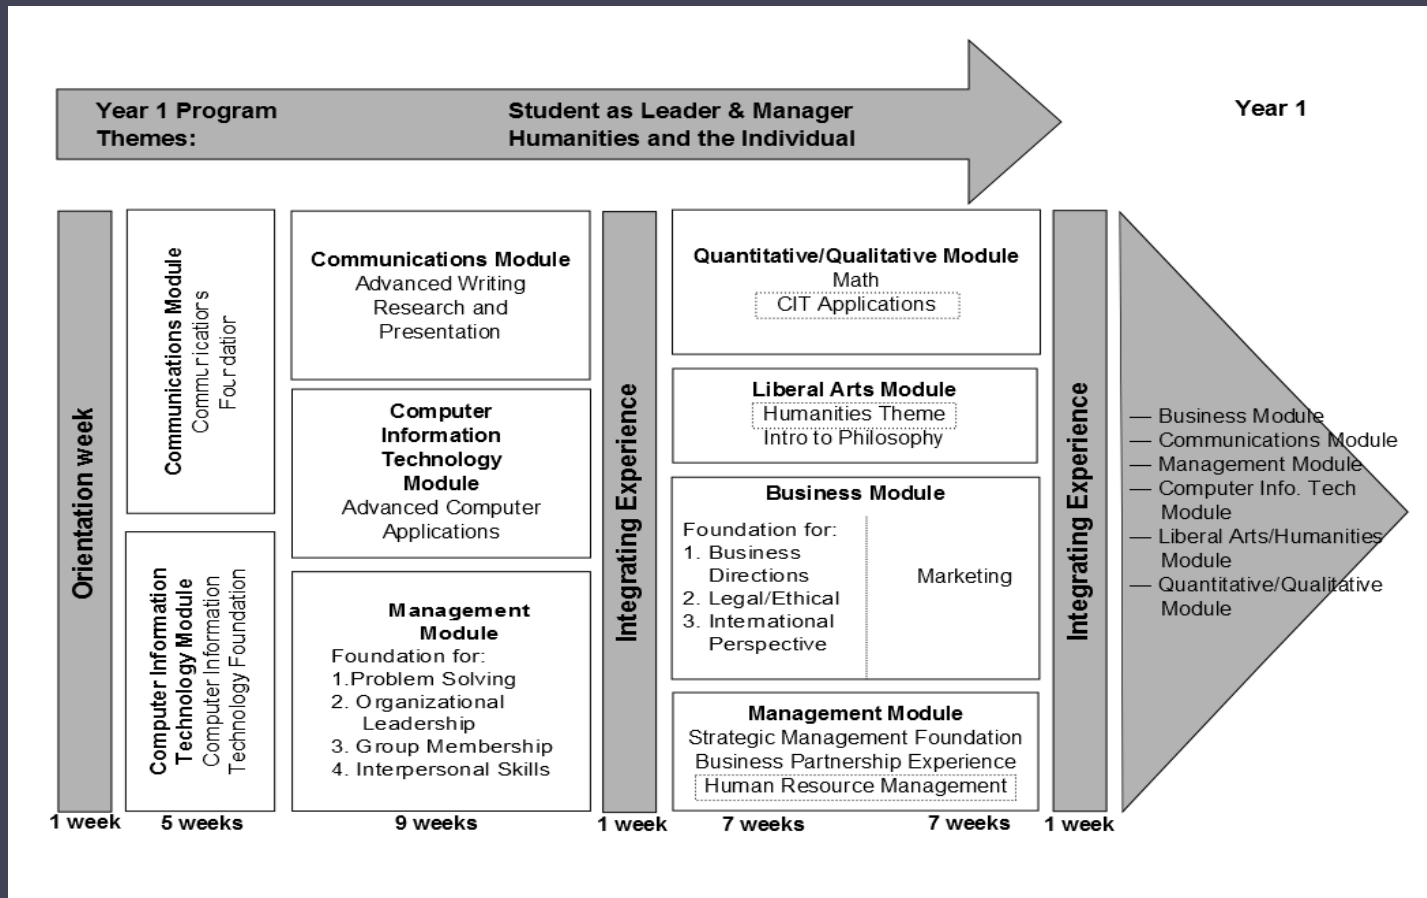 Year 1 Program
Themes:
Student as Leader & Manager
Humanities and the Individual
Year 1
Orientation week
Communications Module
Communications
Foundation
Computer Information
Technology Module
Computer Information
Technology Foundation
Communications Module
Advanced Writing
Research and
Presentation
Computer
Information
Technology
Module
Advanced Computer
Applications
Management
Module
Foundation for:
1.Problem Solving
2. Organizational
Leadership
3. Group Membership
4. Interpersonal Skills
Integrating Experience
Quantitative/Qualitative Module
Math
CIT Applications
Liberal Arts Module
Humanities Theme
Intro to Philosophy
Business Module
Foundation for:
1. Business
Directions
2. Legal/Ethical
3. International
Perspective
Marketing
Management Module
Strategic Management Foundation
Business Partnership Experience
Human Resource Management
Integrating Experience
— Business Module
— Communications Module
— Management Module
— Computer Info. Tech
Module
— Liberal Arts/Humanities
Module
— Quantitative/Qualitative
Module
1 week
5 weeks
9 weeks
1 week
7 weeks
7 weeks
1 week